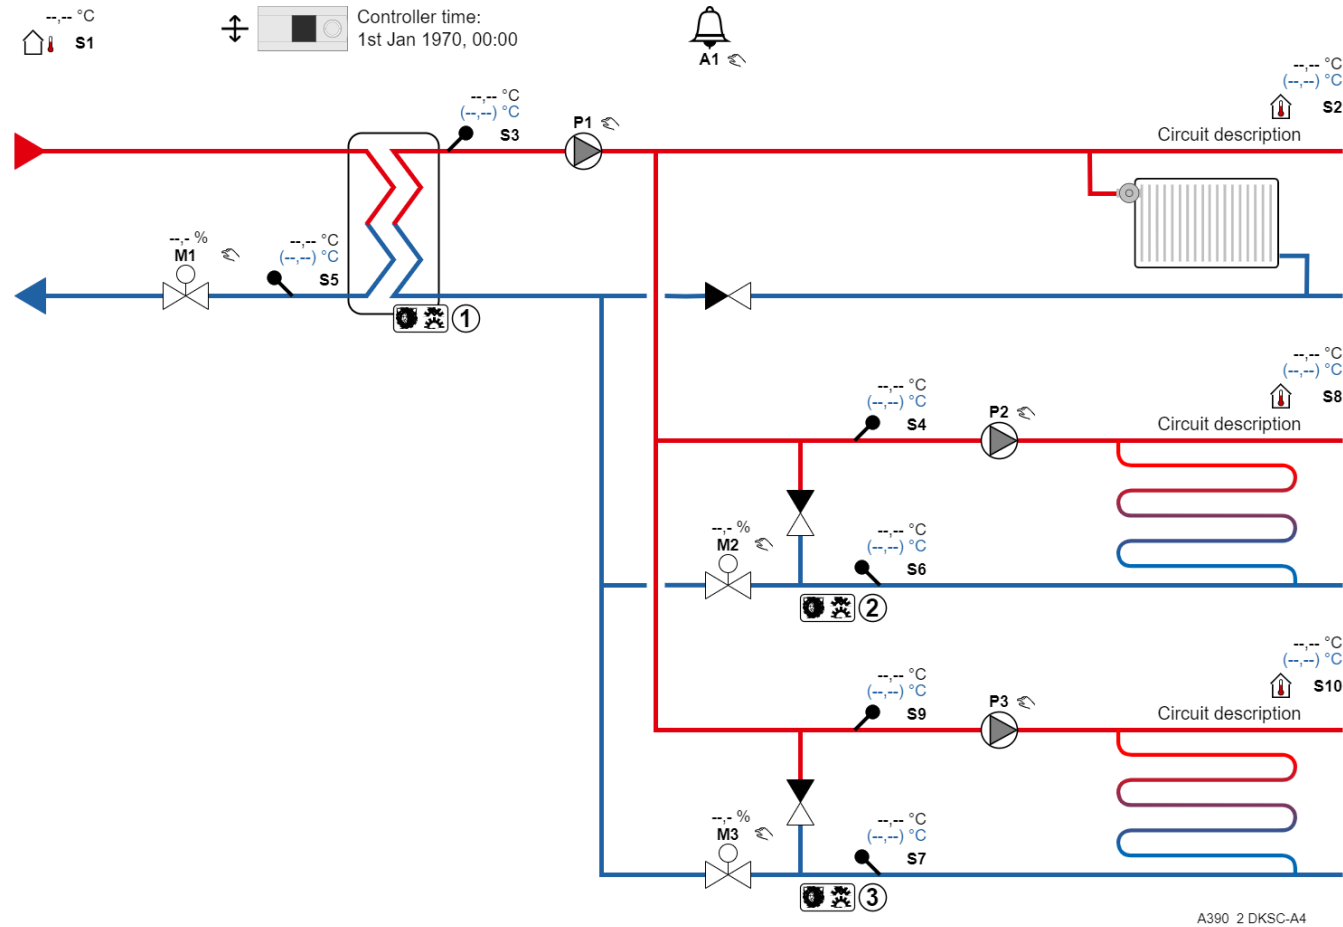 --,-- °C
S1
Controller time:
1st Jan 1970, 00:00
A1
--,-- °C
(--,--) °C
S2
Circuit description
--,-- °C
(--,--) °C
S3
P1
--,- %
M1
--,-- °C
(--,--) °C
S5
1
--,-- °C
(--,--) °C
S8
Circuit description
--,-- °C
(--,--) °C
S4
P2
--,- %
M2
--,-- °C
(--,--) °C
S6
2
--,-- °C
(--,--) °C
S10
Circuit description
--,-- °C
(--,--) °C
S9
P3
--,- %
M3
--,-- °C
(--,--) °C
S7
3
A390 2 DKSC-A4